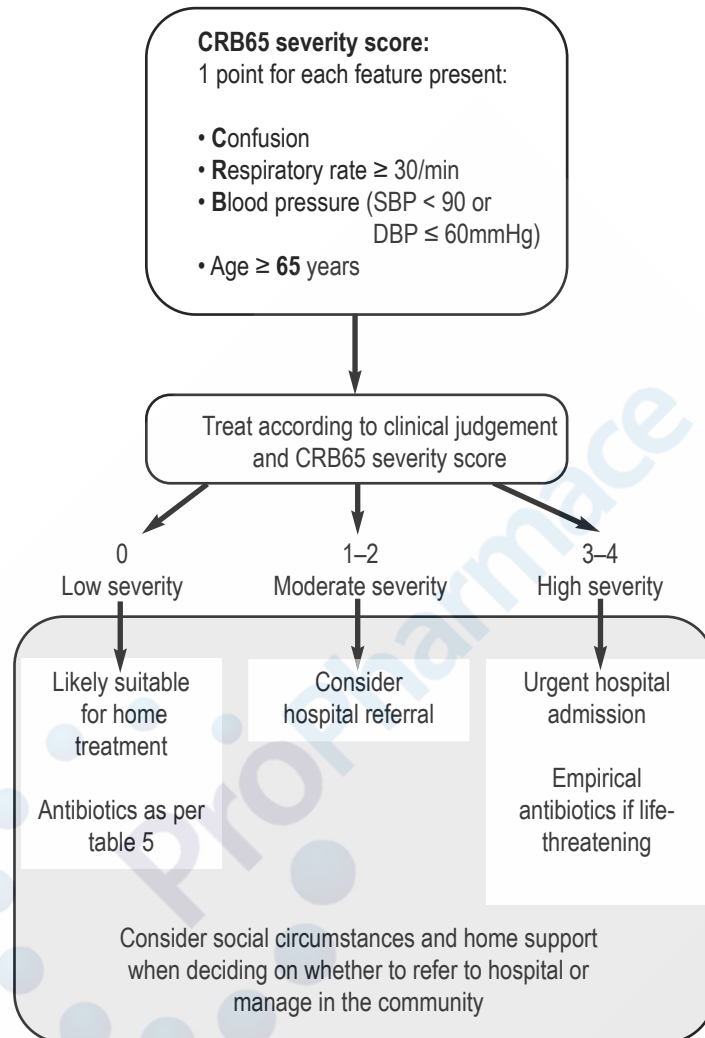 CRB65 severity score:
1 point for each feature present:
• Confusion
• Respiratory rate ≥ 30/min
• Blood pressure (SBP < 90 or
DBP ≤ 60mmHg)
• Age ≥ 65 years
Treat according to clinical judgement
and CRB65 severity score
0
Low severity
1–2
Moderate severity
3–4
High severity
Likely suitable
for home
treatment
Antibiotics as per
table 5
Consider
hospital referral
Urgent hospital
admission
Empirical
antibiotics if life-
threatening
Consider social circumstances and home support
when deciding on whether to refer to hospital or
manage in the community
ProPharmace